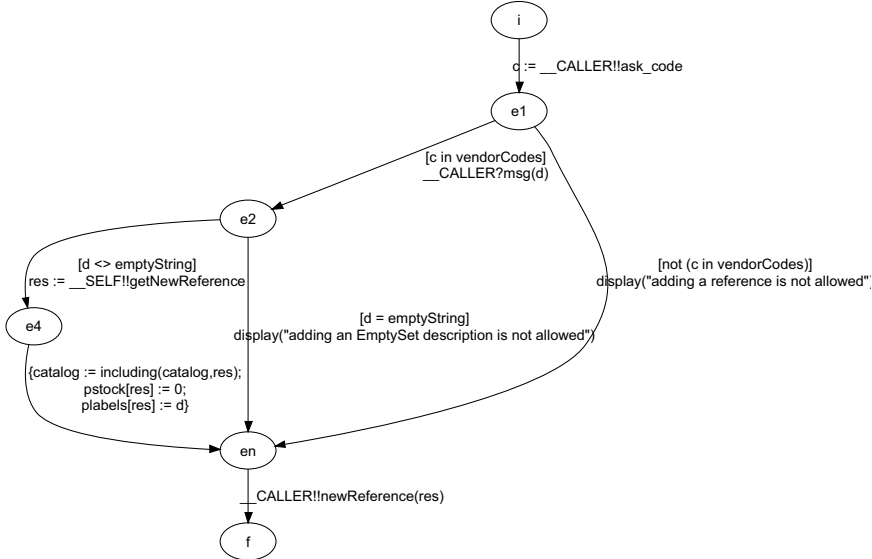 i
c := __CALLER!!ask_code
e1
[c in vendorCodes]
__CALLER?msg(d)
e2
[d <> emptyString]
res := __SELF!!getNewReference
[not (c in vendorCodes)]
display("adding a reference is not allowed")
e4
[d = emptyString]
display("adding an EmptySet description is not allowed")
{catalog := including(catalog,res);
pstock[res] := 0;
plabels[res] := d}
en
__CALLER!!newReference(res)
f